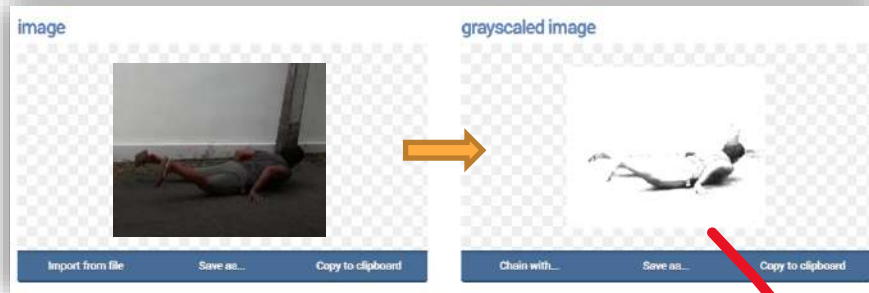 image
grayscaled image
Import from file
Save as...
Copy to clipboard
Chain with...
Save as...
Copy to clipboard